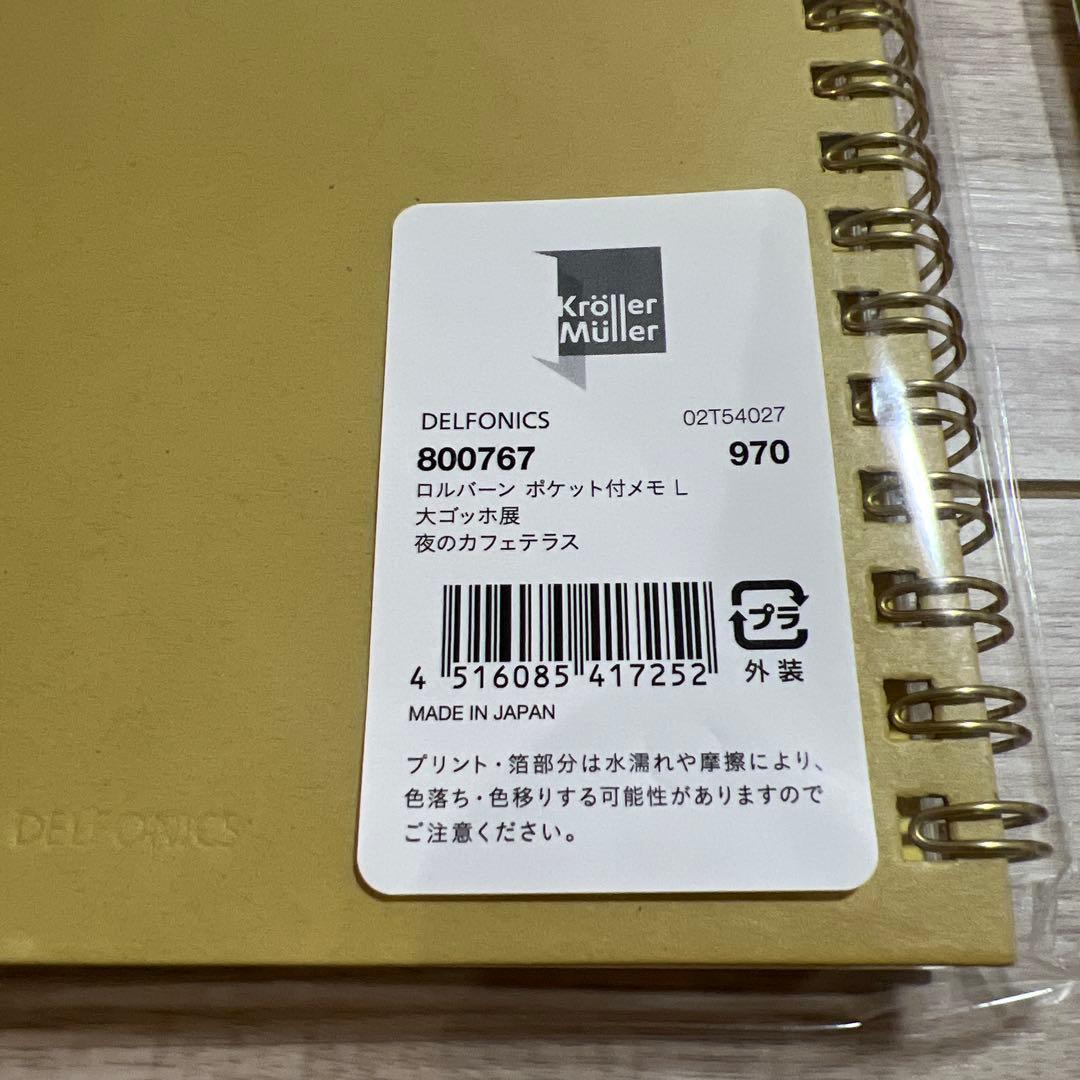 Kröller
Müller
DELFONICS 02T54027
800767 970
ロルバーン ポケット付メモ L
大ゴッホ展
夜のカフェテラス
プラ
外装
4 516085 417252
MADE IN JAPAN
プリント・箔部分は水濡れや摩擦により、
色落ち・色移りする可能性がありますので
ご注意ください。
DELFONICS